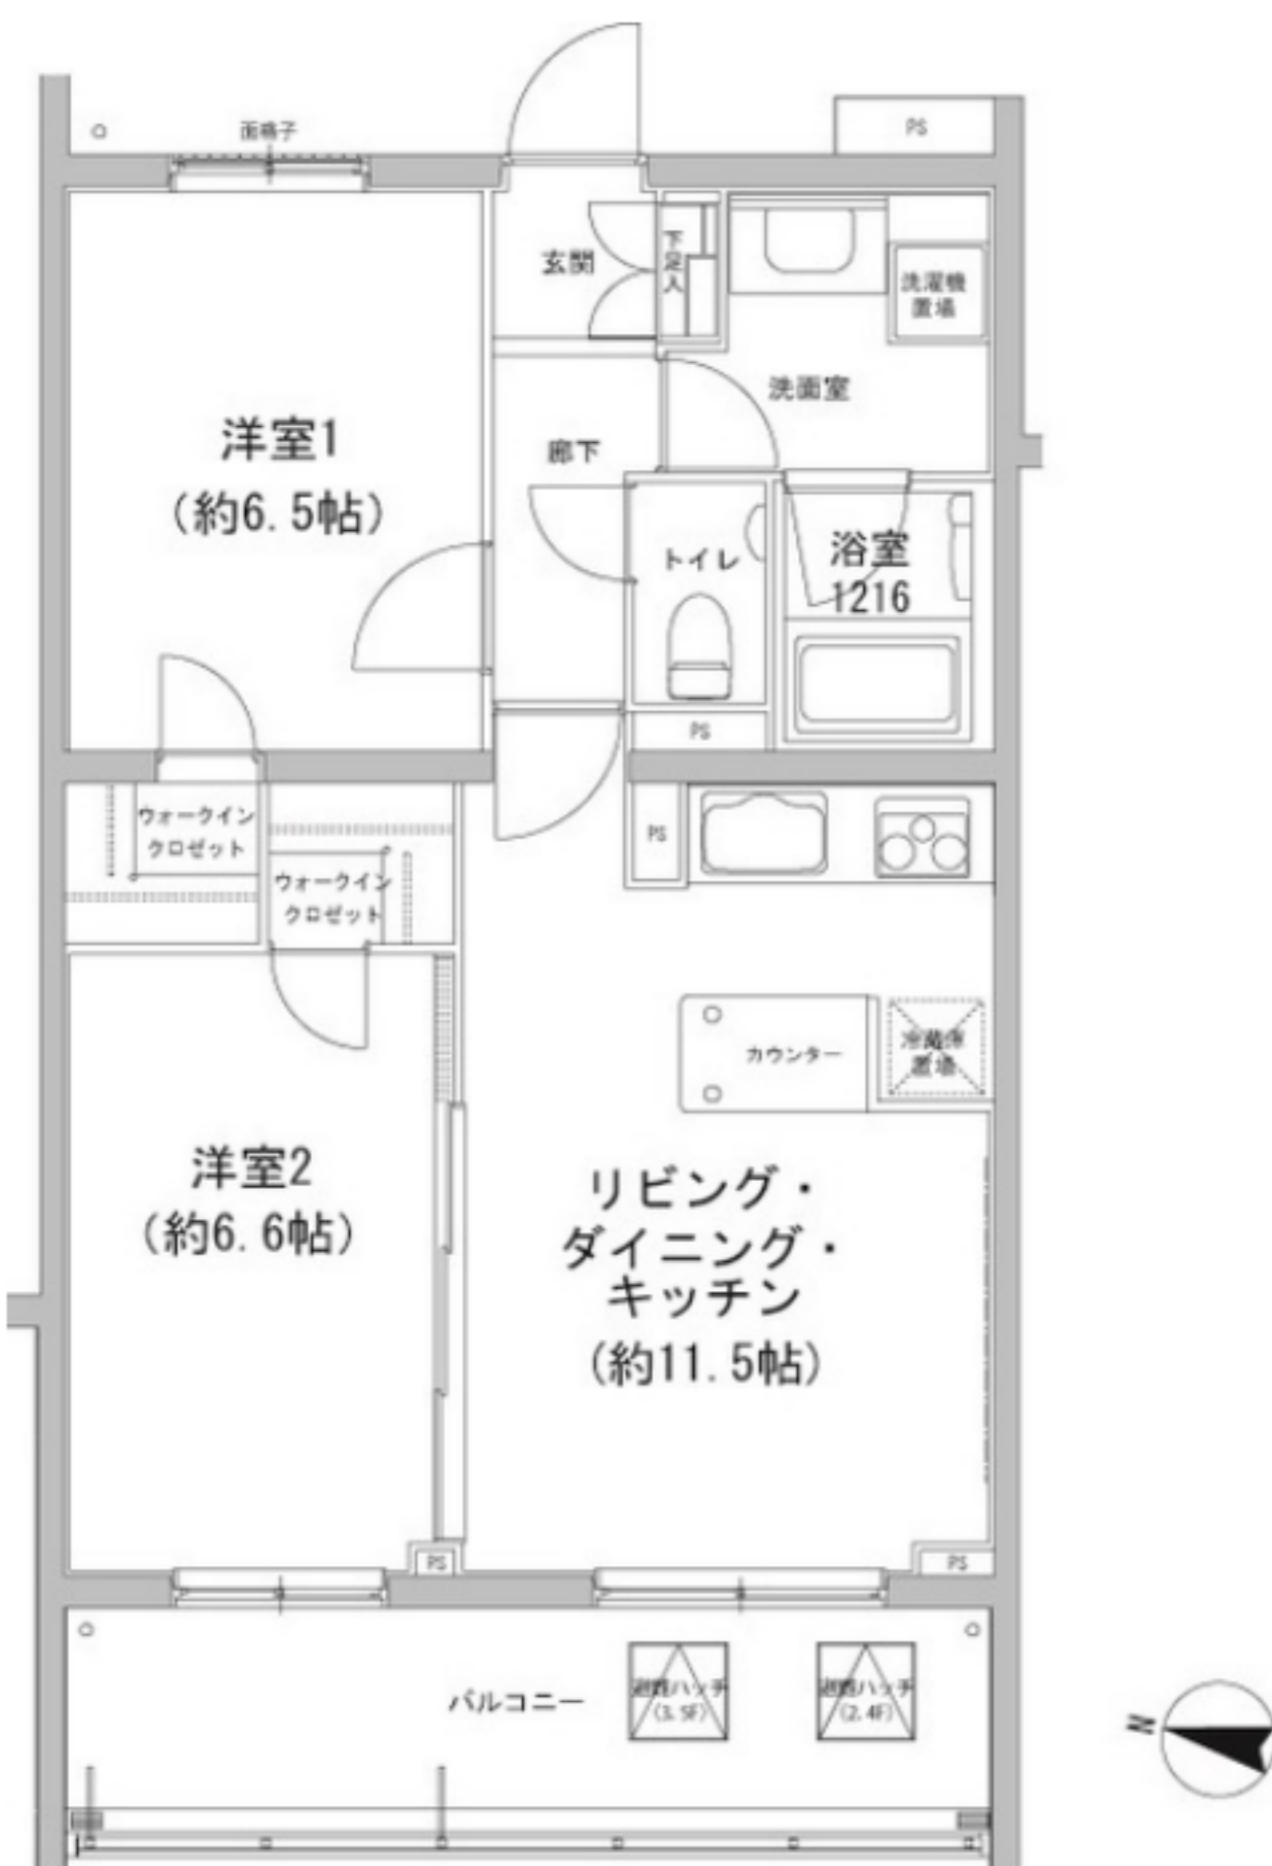 面格子
PS
玄関
下足入
洗濯機
置場
洗面室
廊下
洋室1
(約6.5帖)
トイレ
浴室
1216
PS
ウォークイン
クロゼット
ウォークイン
クロゼット
PS
カウンター
冷蔵庫
置場
洋室2
(約6.6帖)
リビング・
ダイニング・
キッチン
(約11.5帖)
PS
PS
バルコニー
避難ハッチ
(3.5F)
避難ハッチ
(2.4F)
N